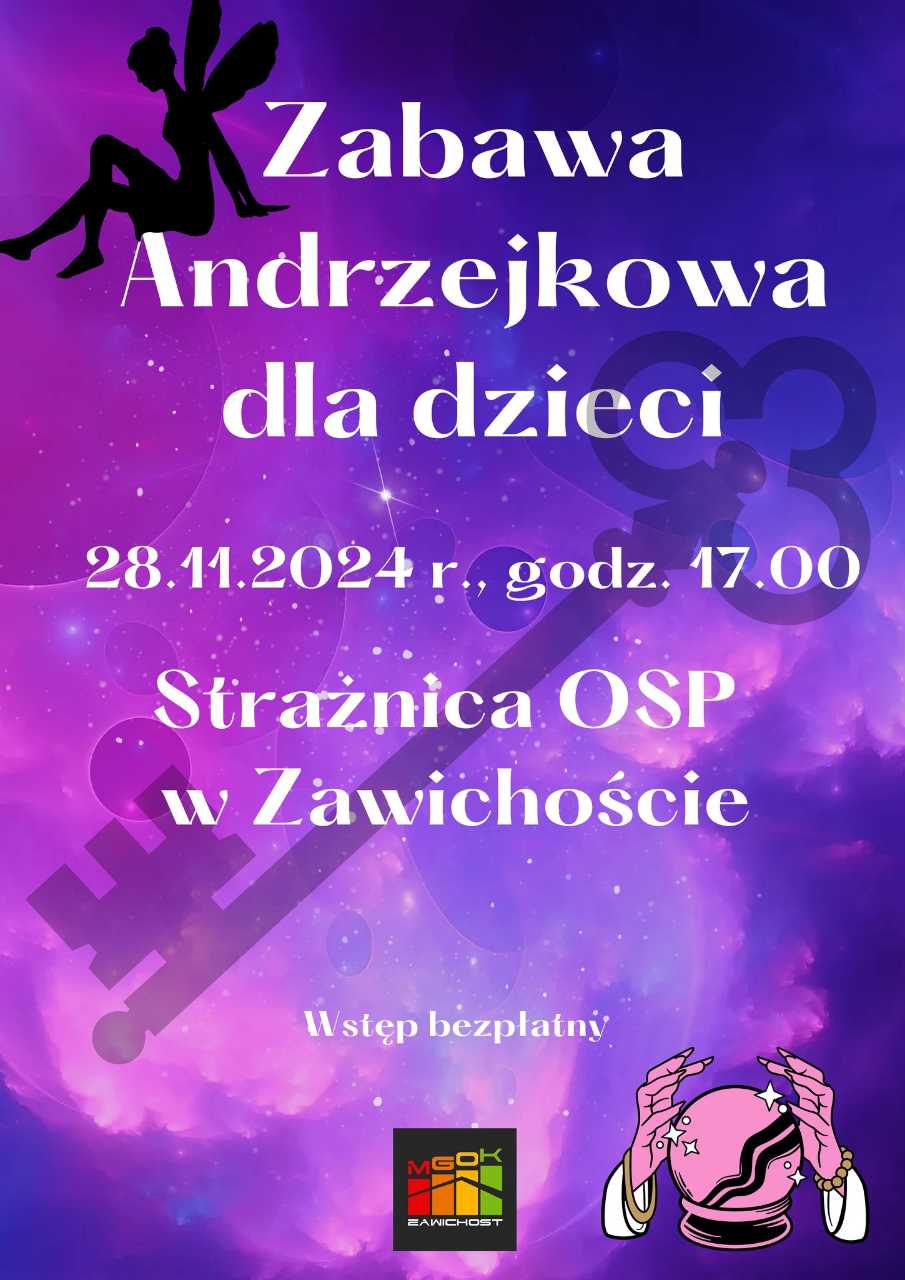 Zabawa
Andrzejkowa
dla dzieci
28.11.2024 r., godz. 17.00
Strażnica OSP
w Zawichoście
Wstęp bezpłatny
MGOK
ZAWICHOST